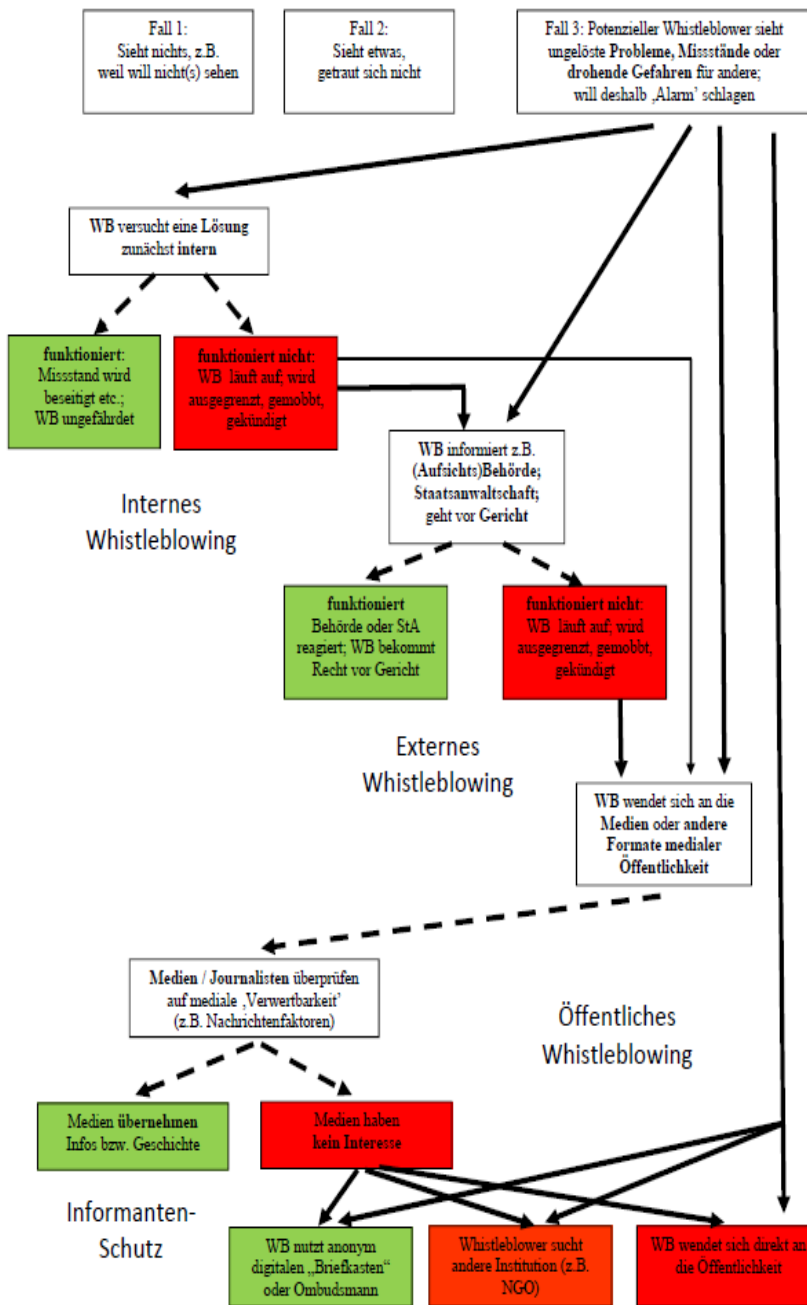 Fall 1:
Sieht nichts, z.B.
weil will nicht(s) sehen
Fall 2:
Sieht etwas,
getraut sich nicht
Fall 3: Potenzieller Whistleblower sieht
ungelöste Probleme, Missstände oder
drohende Gefahren für andere;
will deshalb ‚Alarm' schlagen
WB versucht eine Lösung
zunächst intern
funktioniert:
Missstand wird
beseitigt etc.;
WB ungefährdet
funktioniert nicht:
WB läuft auf; wird
ausgegrenzt, gemobbt,
gekündigt
WB informiert z.B.
(Aufsichts)Behörde;
Staatsanwaltschaft;
geht vor Gericht
Internes
Whistleblowing
funktioniert
Behörde oder StA
reagiert; WB bekommt
Recht vor Gericht
funktioniert nicht:
WB läuft auf; wird
ausgegrenzt, gemobbt,
gekündigt
Externes
Whistleblowing
WB wendet sich an die
Medien oder andere
Formate medialer
Öffentlichkeit
Medien / Journalisten überprüfen
auf mediale ‚Verwertbarkeit'
(z.B. Nachrichtenfaktoren)
Öffentliches
Whistleblowing
Medien übernehmen
Infos bzw. Geschichte
Medien haben
kein Interesse
Informanten-
Schutz
WB nutzt anonym
digitalen „Briefkasten“
oder Ombudsmann
Whistleblower sucht
andere Institution (z.B.
NGO)
WB wendet sich direkt an
die Öffentlichkeit